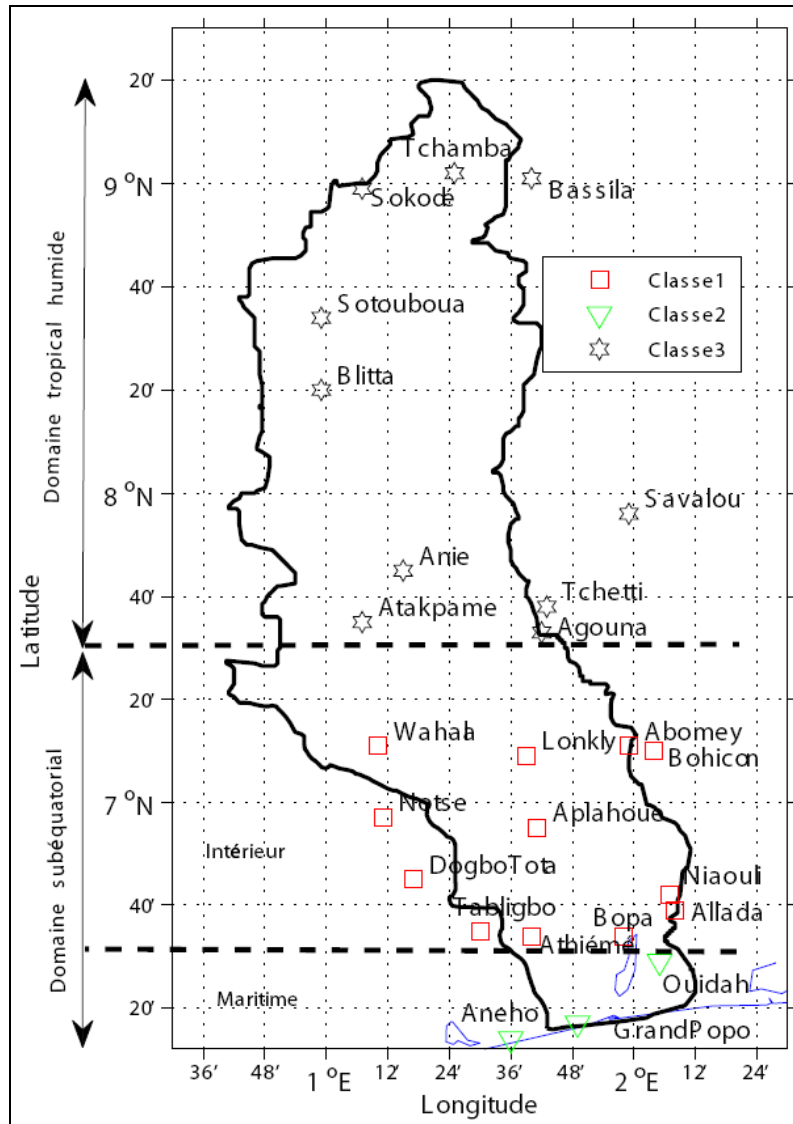 20'
Tchamba
9 °N
Sokodé
Bassila
40'
Classe1
Sotouboua
Classe2
Classe3
20'
Blitta
Domaine tropical humide
8 °N
Savalou
Anie
40'
Tchetti
Atakpame
Agouna
Latitude
20'
Wahala
Lonkly
Abomey
Bohicon
7 °N
Notse
Aplahoue
Intérieur
DogboTota
Niaouli
40'
Tabligbo
Bopa
Allada
Athiémé
Domaine subéquatorial
Ouidah
Maritime
20'
Aneho
GrandPopo
36' 48' 1 °E 12' 24' 36' 48' 2 °E 12' 24'
Longitude